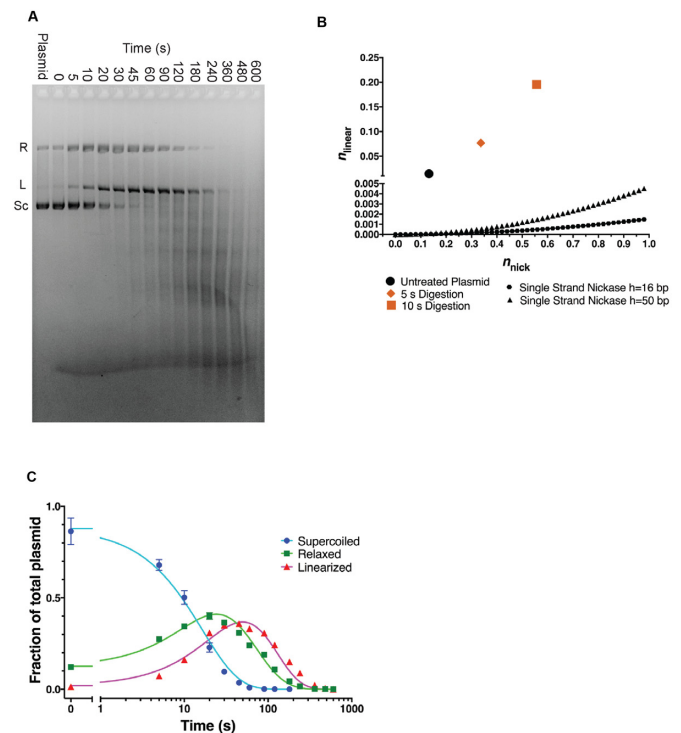 A
Plasmid
Time (s)
0 5 10 20 30 45 60 90 120 180 240 360 480 600
R
L
Sc
B
0.25
0.20
0.15
0.10
0.05
0.005
0.004
0.003
0.002
0.001
0.000
nlinear
0.0 0.1 0.2 0.3 0.4 0.5 0.6 0.7 0.8 0.9 1.0
nnick
Untreated Plasmid
5 s Digestion
10 s Digestion
Single Strand Nickase h=16 bp
Single Strand Nickase h=50 bp
C
Fraction of total plasmid
1.0
0.5
0.0
Supercoiled
Relaxed
Linearized
0 1 10 100 1000
Time (s)